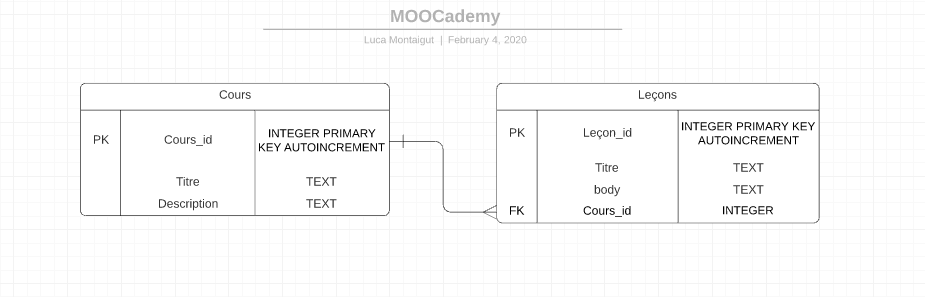 MOOCademy
Luca Montaigut | February 4, 2020
Cours
PK
Cours_id
INTEGER PRIMARY
KEY AUTOINCREMENT
Titre
TEXT
Description
TEXT
Leçons
PK
Leçon_id
INTEGER PRIMARY KEY
AUTOINCREMENT
Titre
TEXT
body
TEXT
FK
Cours_id
INTEGER